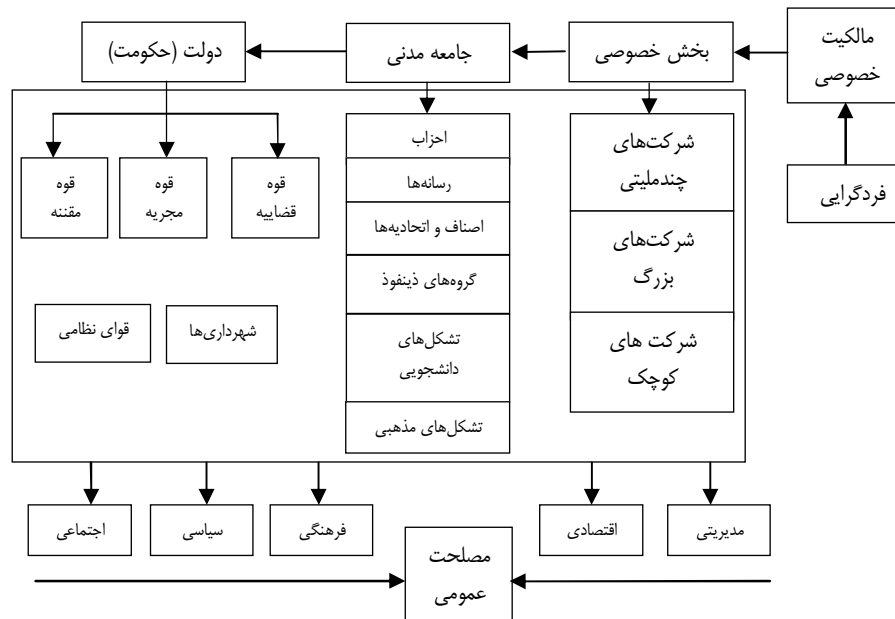 مالکیت
خصوصی
بخش خصوصی
جامعه مدنی
دولت (حکومت)
فردگرایی
شرکت‌های
چندملیتی
شرکت‌های
بزرگ
شرکت های
کوچک
احزاب
رسانه‌ها
اصناف و اتحادیه‌ها
گروه‌های ذینفوذ
تشکل‌های
دانشجویی
تشکل‌های مذهبی
قوه
قضاییه
قوه
مجریه
قوه
مقننه
شهرداری‌ها
قوای نظامی
مدیریتی
اقتصادی
فرهنگی
سیاسی
اجتماعی
مصلحت
عمومی